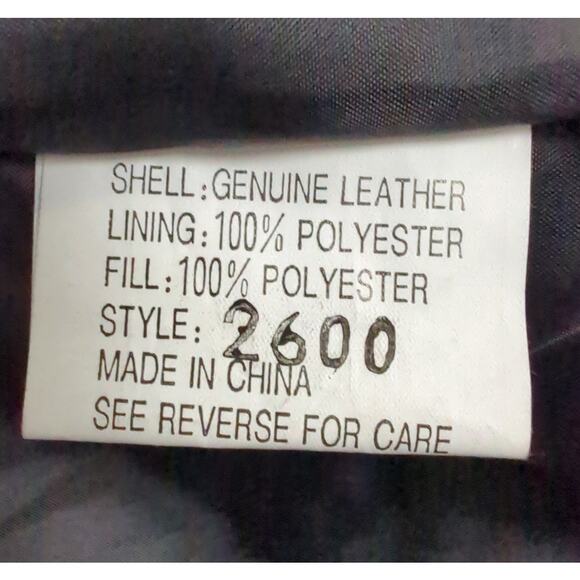 SHELL: GENUINE LEATHER
LINING: 100% POLYESTER
FILL: 100% POLYESTER
STYLE: 2600
MADE IN CHINA
SEE REVERSE FOR CARE